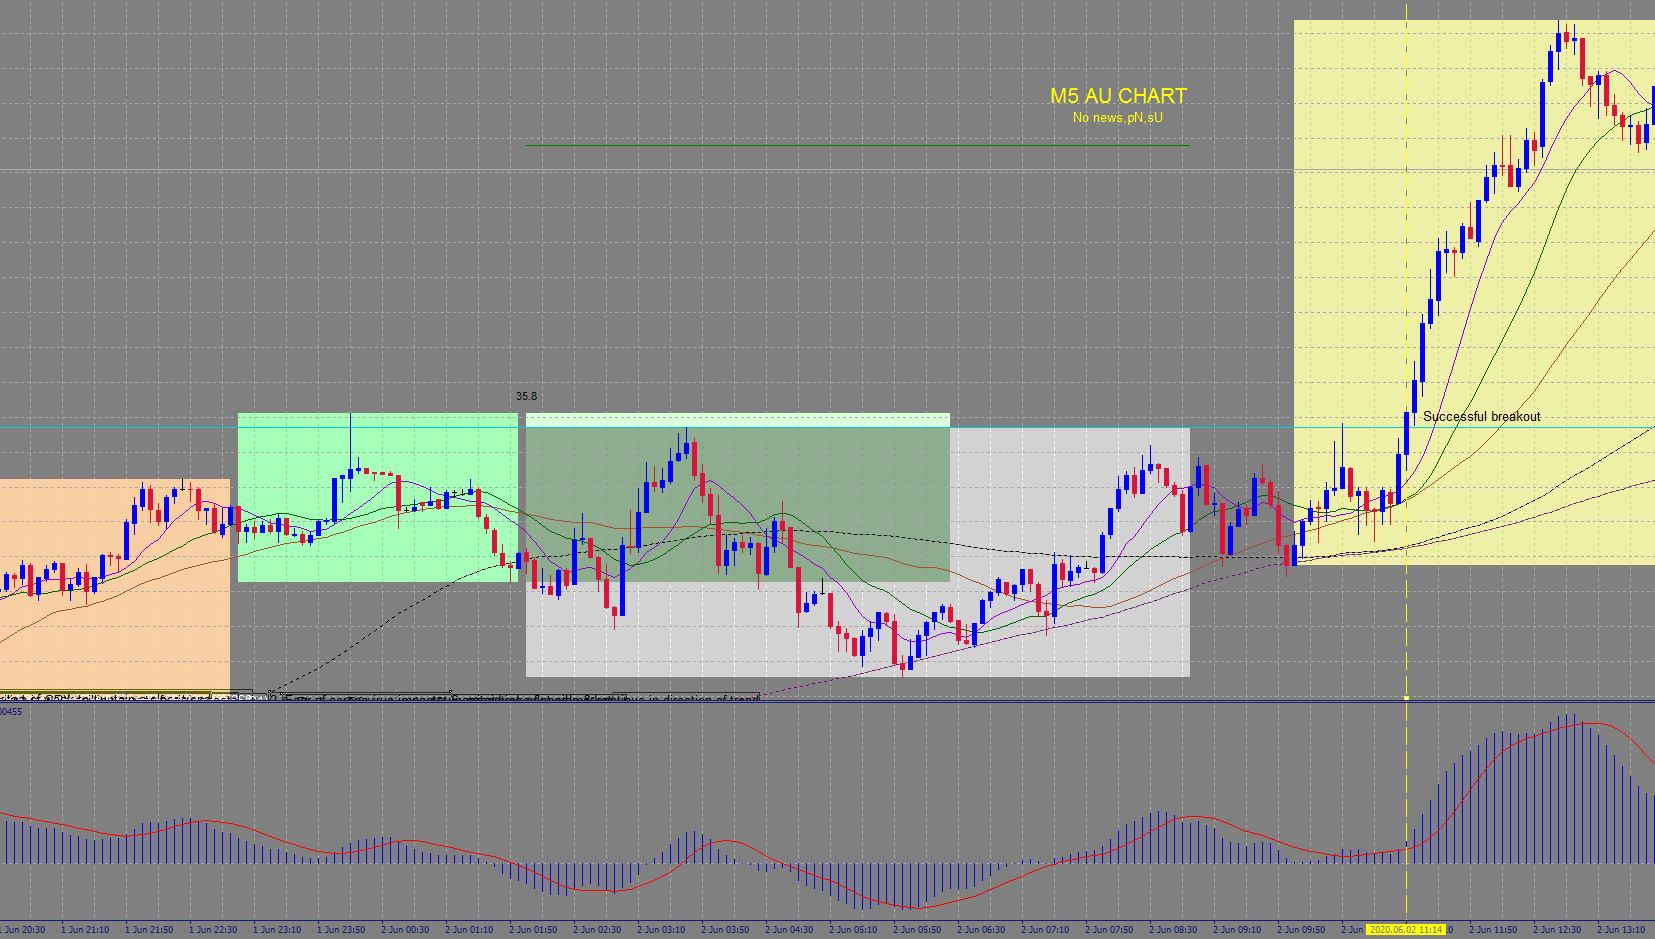 M5 AU CHART
No news,pN,sU
35.8
Successful breakout
00455
1 Jun 20:30 1 Jun 21:10 1 Jun 21:50 1 Jun 22:30 1 Jun 23:10 1 Jun 23:50 2 Jun 00:30 2 Jun 01:10 2 Jun 01:50 2 Jun 02:30 2 Jun 03:10 2 Jun 03:50 2 Jun 04:30 2 Jun 05:10 2 Jun 05:50 2 Jun 06:30 2 Jun 07:10 2 Jun 07:50 2 Jun 08:30 2 Jun 09:10 2 Jun 09:50 2 Jun 2020.06.02 11:14 0 2 Jun 11:50 2 Jun 12:30 2 Jun 13:10